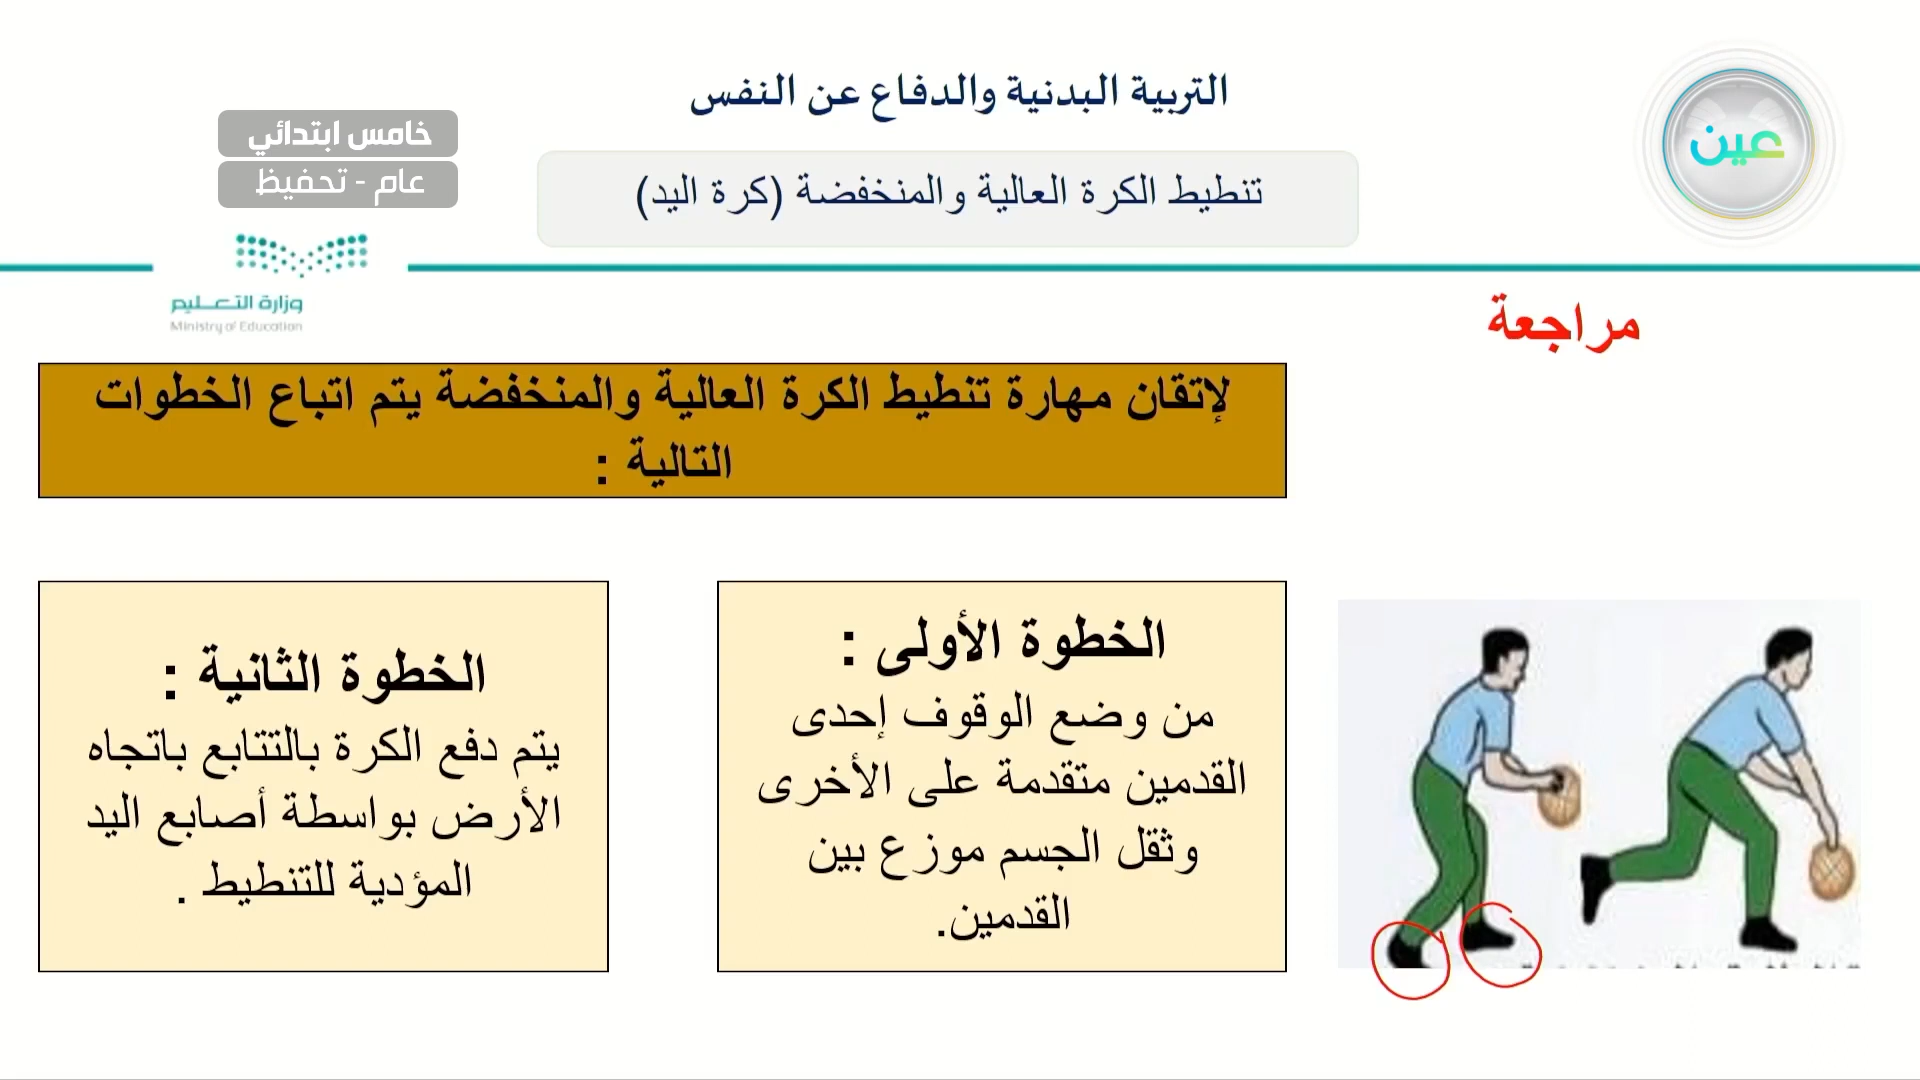 التربية البدنية والدفاع عن النفس
عين
خامس ابتدائي
عام - تحفيظ
تنطيط الكرة العالية والمنخفضة (كرة اليد)
وزارة التعليم
Ministry of Education
مراجعة
لإتقان مهارة تنطيط الكرة العالية والمنخفضة يتم اتباع الخطوات
التالية :
الخطوة الأولى :
من وضع الوقوف إحدى
القدمين متقدمة على الأخرى
وثقل الجسم موزع بين
القدمين.
الخطوة الثانية :
يتم دفع الكرة بالتتابع باتجاه
الأرض بواسطة أصابع اليد
المؤدية للتنطيط .